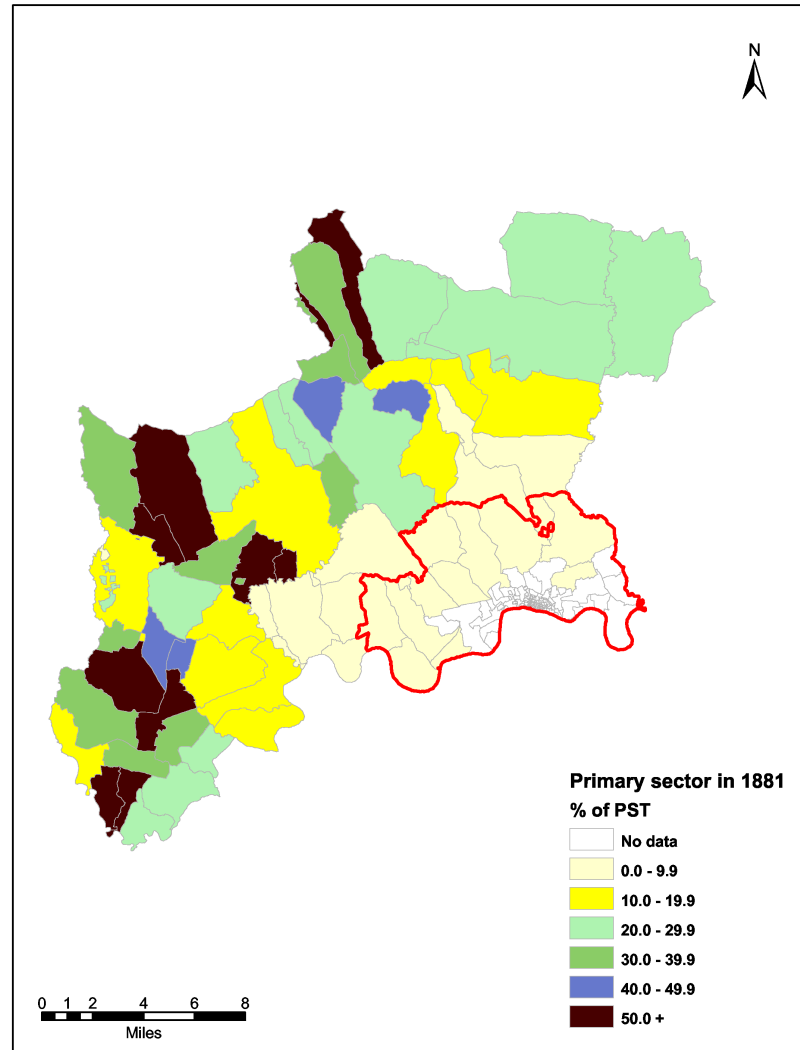 N
Primary sector in 1881
% of PST
No data
0.0 - 9.9
10.0 - 19.9
20.0 - 29.9
30.0 - 39.9
40.0 - 49.9
50.0 +
0 1 2 4 6 8
Miles